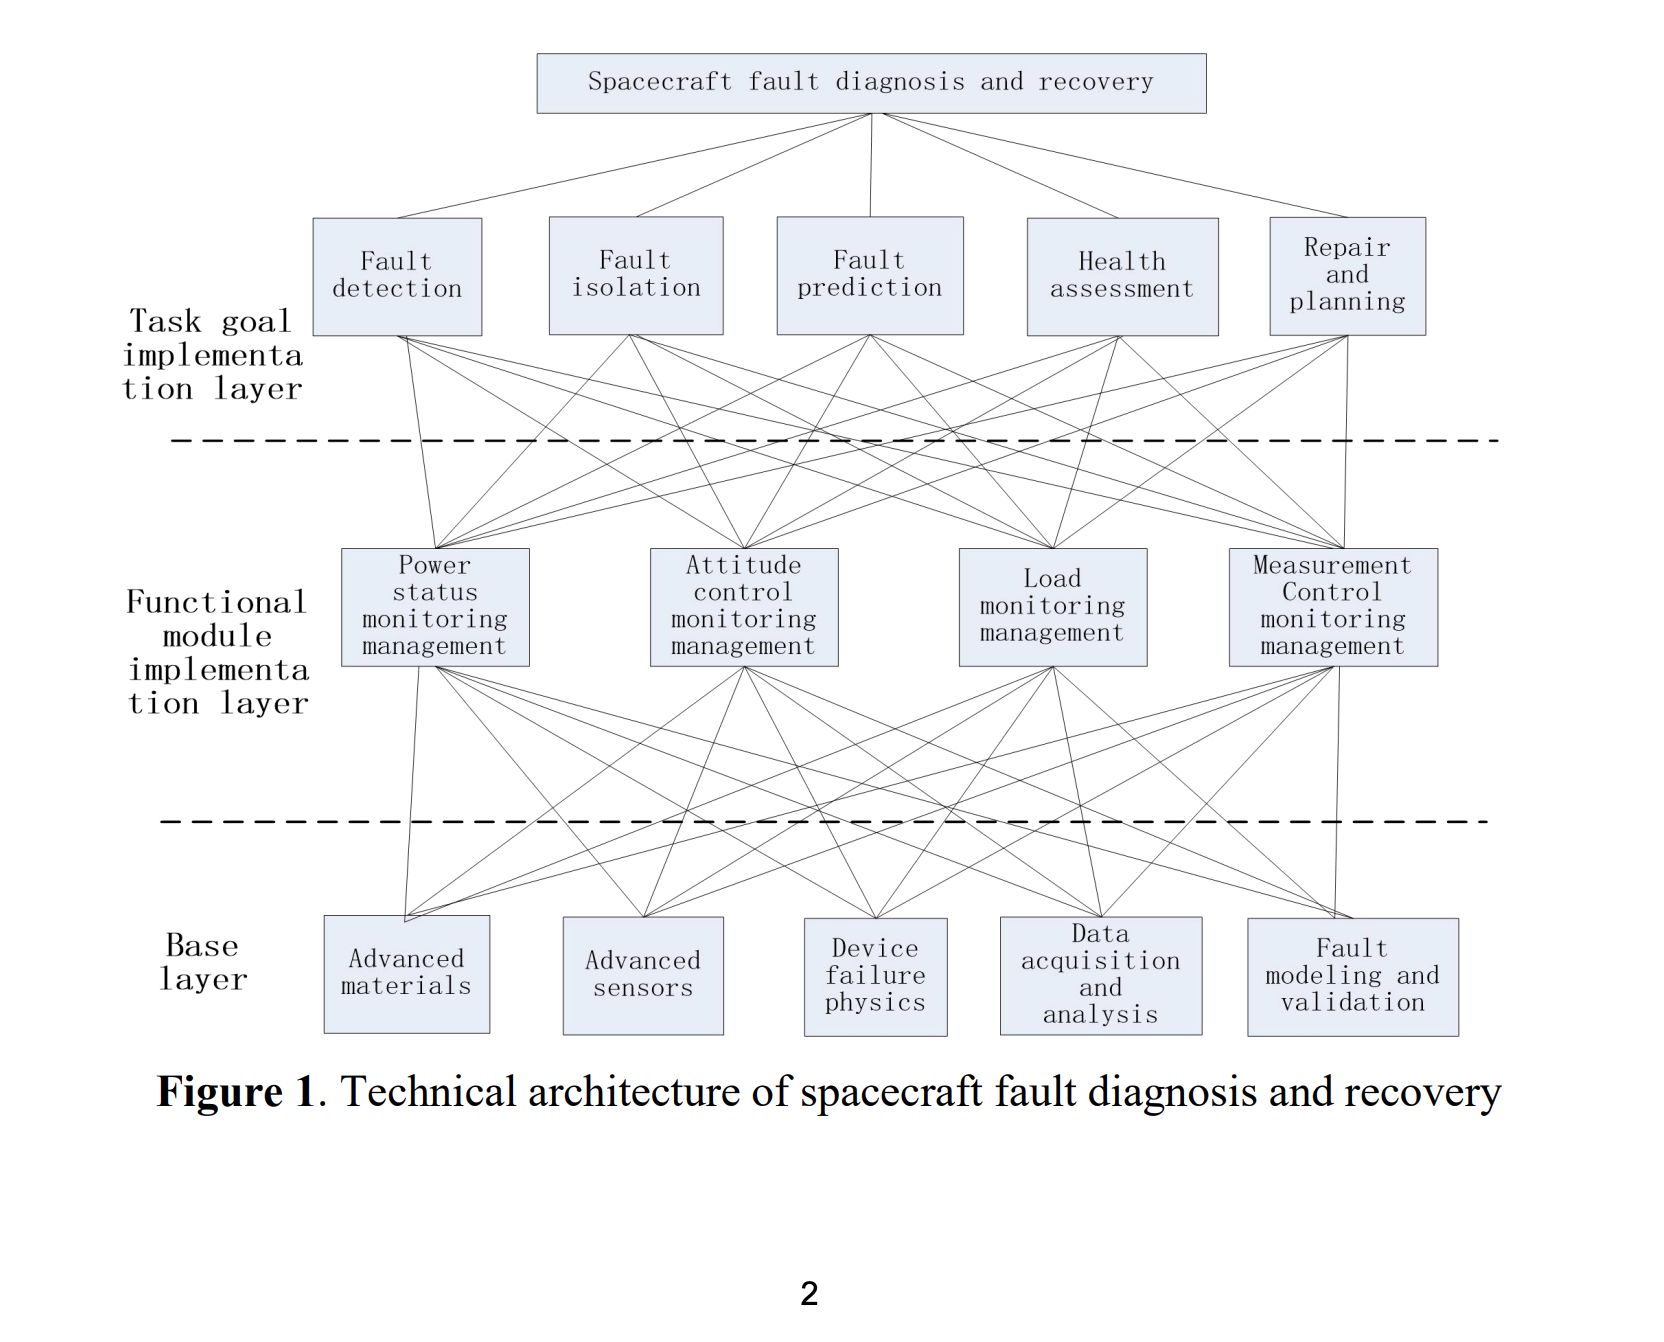 Spacecraft fault diagnosis and recovery
Fault
detection
Fault
isolation
Fault
prediction
Health
assessment
Repair
and
planning
Task goal
implementa
tion layer
Power
status
monitoring
management
Attitude
control
monitoring
management
Load
monitoring
management
Measurement
Control
monitoring
management
Functional
module
implementa
tion layer
Base
layer
Advanced
materials
Advanced
sensors
Device
failure
physics
Data
acquisition
and
analysis
Fault
modeling and
validation
Figure 1. Technical architecture of spacecraft fault diagnosis and recovery
2